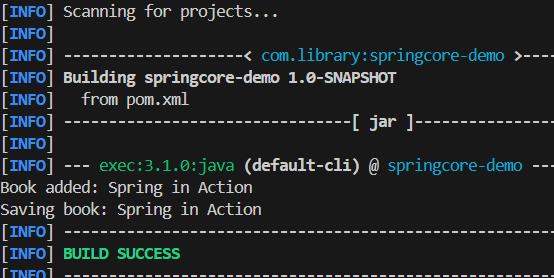 [INFO] Scanning for projects...
[INFO]
[INFO] ------------------< com.library:springcore-demo >----
[INFO] Building springcore-demo 1.0-SNAPSHOT
[INFO]   from pom.xml
[INFO] -----------------------------[ jar ]--------------
[INFO]
[INFO] --- exec:3.1.0:java (default-cli) @ springcore-demo ---
Book added: Spring in Action
Saving book: Spring in Action
[INFO] --------------------------------------------------
[INFO] BUILD SUCCESS
[INFO] --------------------------------------------------